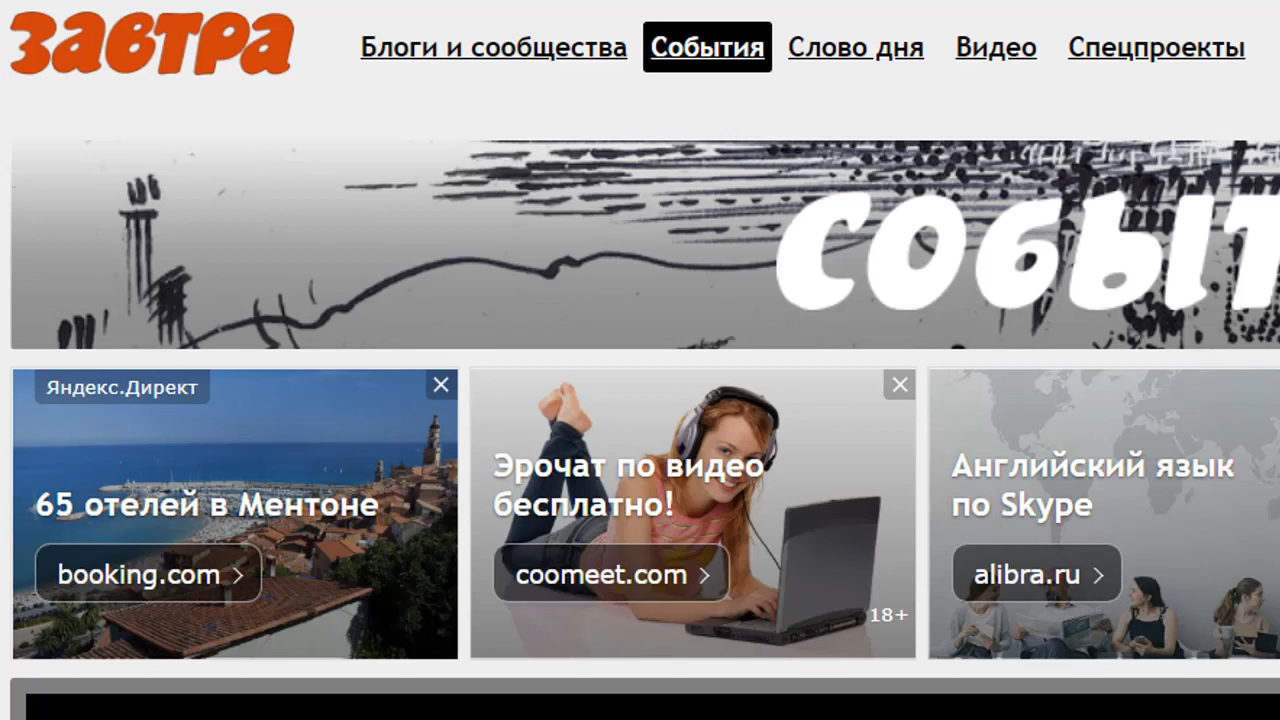 завтра
Блоги и сообщества События Слово дня Видео Спецпроекты
Яндекс.Директ
65 отелей в Ментоне
booking.com
Эрочат по видео
бесплатно!
coomeet.com
18+
Английский язык
по Skype
alibra.ru